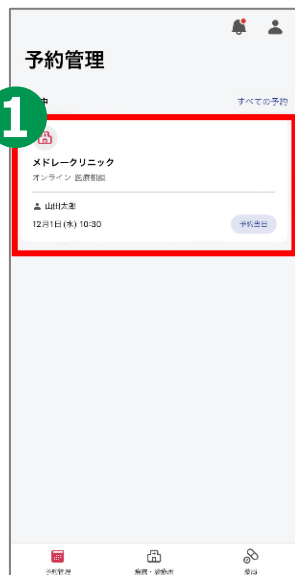 予約管理
1
中
すべての予約
メドレークリニック
オンライン 医療相談
山田太郎
12月1日(水) 10:30
予約当日
予約管理
病院・診療所
薬局